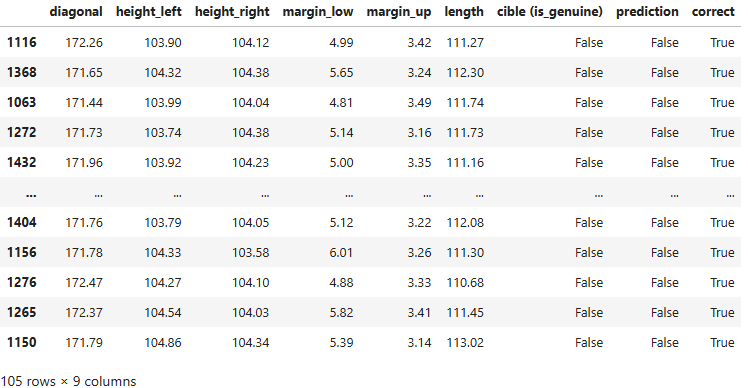 diagonal height_left height_right margin_low margin_up length cible (is_genuine) prediction correct
1116 172.26 103.90 104.12 4.99 3.42 111.27 False False True
1368 171.65 104.32 104.38 5.65 3.24 112.30 False False True
1063 171.44 103.99 104.04 4.81 3.49 111.74 False False True
1272 171.73 103.74 104.38 5.14 3.16 111.73 False False True
1432 171.96 103.92 104.23 5.00 3.35 111.16 False False True
... ... ... ... ... ... ... ... ... ...
1404 171.76 103.79 104.05 5.12 3.22 112.08 False False True
1156 171.78 104.33 103.58 6.01 3.26 111.30 False False True
1276 172.47 104.27 104.10 4.88 3.33 110.68 False False True
1265 172.37 104.54 104.03 5.82 3.41 111.45 False False True
1150 171.79 104.86 104.34 5.39 3.14 113.02 False False True
105 rows × 9 columns